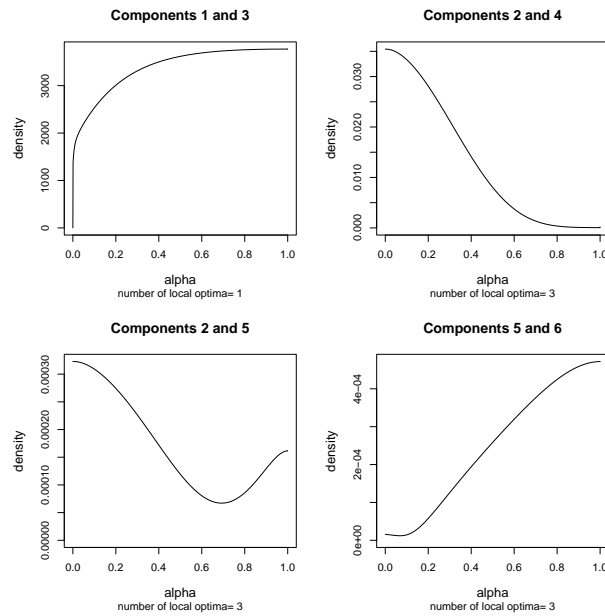 Components 1 and 3
density
0 1000 2000 3000
0.0 0.2 0.4 0.6 0.8 1.0
alpha
number of local optima= 1
Components 2 and 4
density
0.000 0.010 0.020 0.030
0.0 0.2 0.4 0.6 0.8 1.0
alpha
number of local optima= 3
Components 2 and 5
density
0.00000 0.00010 0.00020 0.00030
0.0 0.2 0.4 0.6 0.8 1.0
alpha
number of local optima= 3
Components 5 and 6
density
0e+00 2e-04 4e-04
0.0 0.2 0.4 0.6 0.8 1.0
alpha
number of local optima= 3